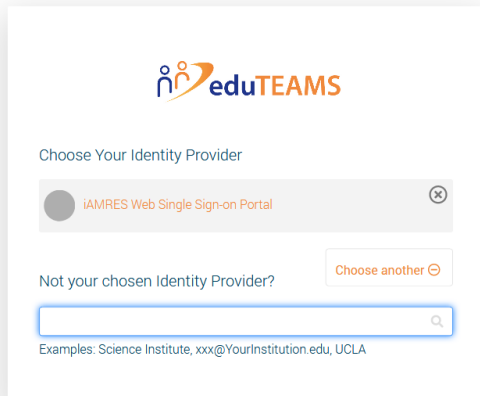 eduTEAMS
Choose Your Identity Provider
iAMRES Web Single Sign-on Portal
Choose another
Not your chosen Identity Provider?
Examples: Science Institute, xxx@YourInstitution.edu, UCLA